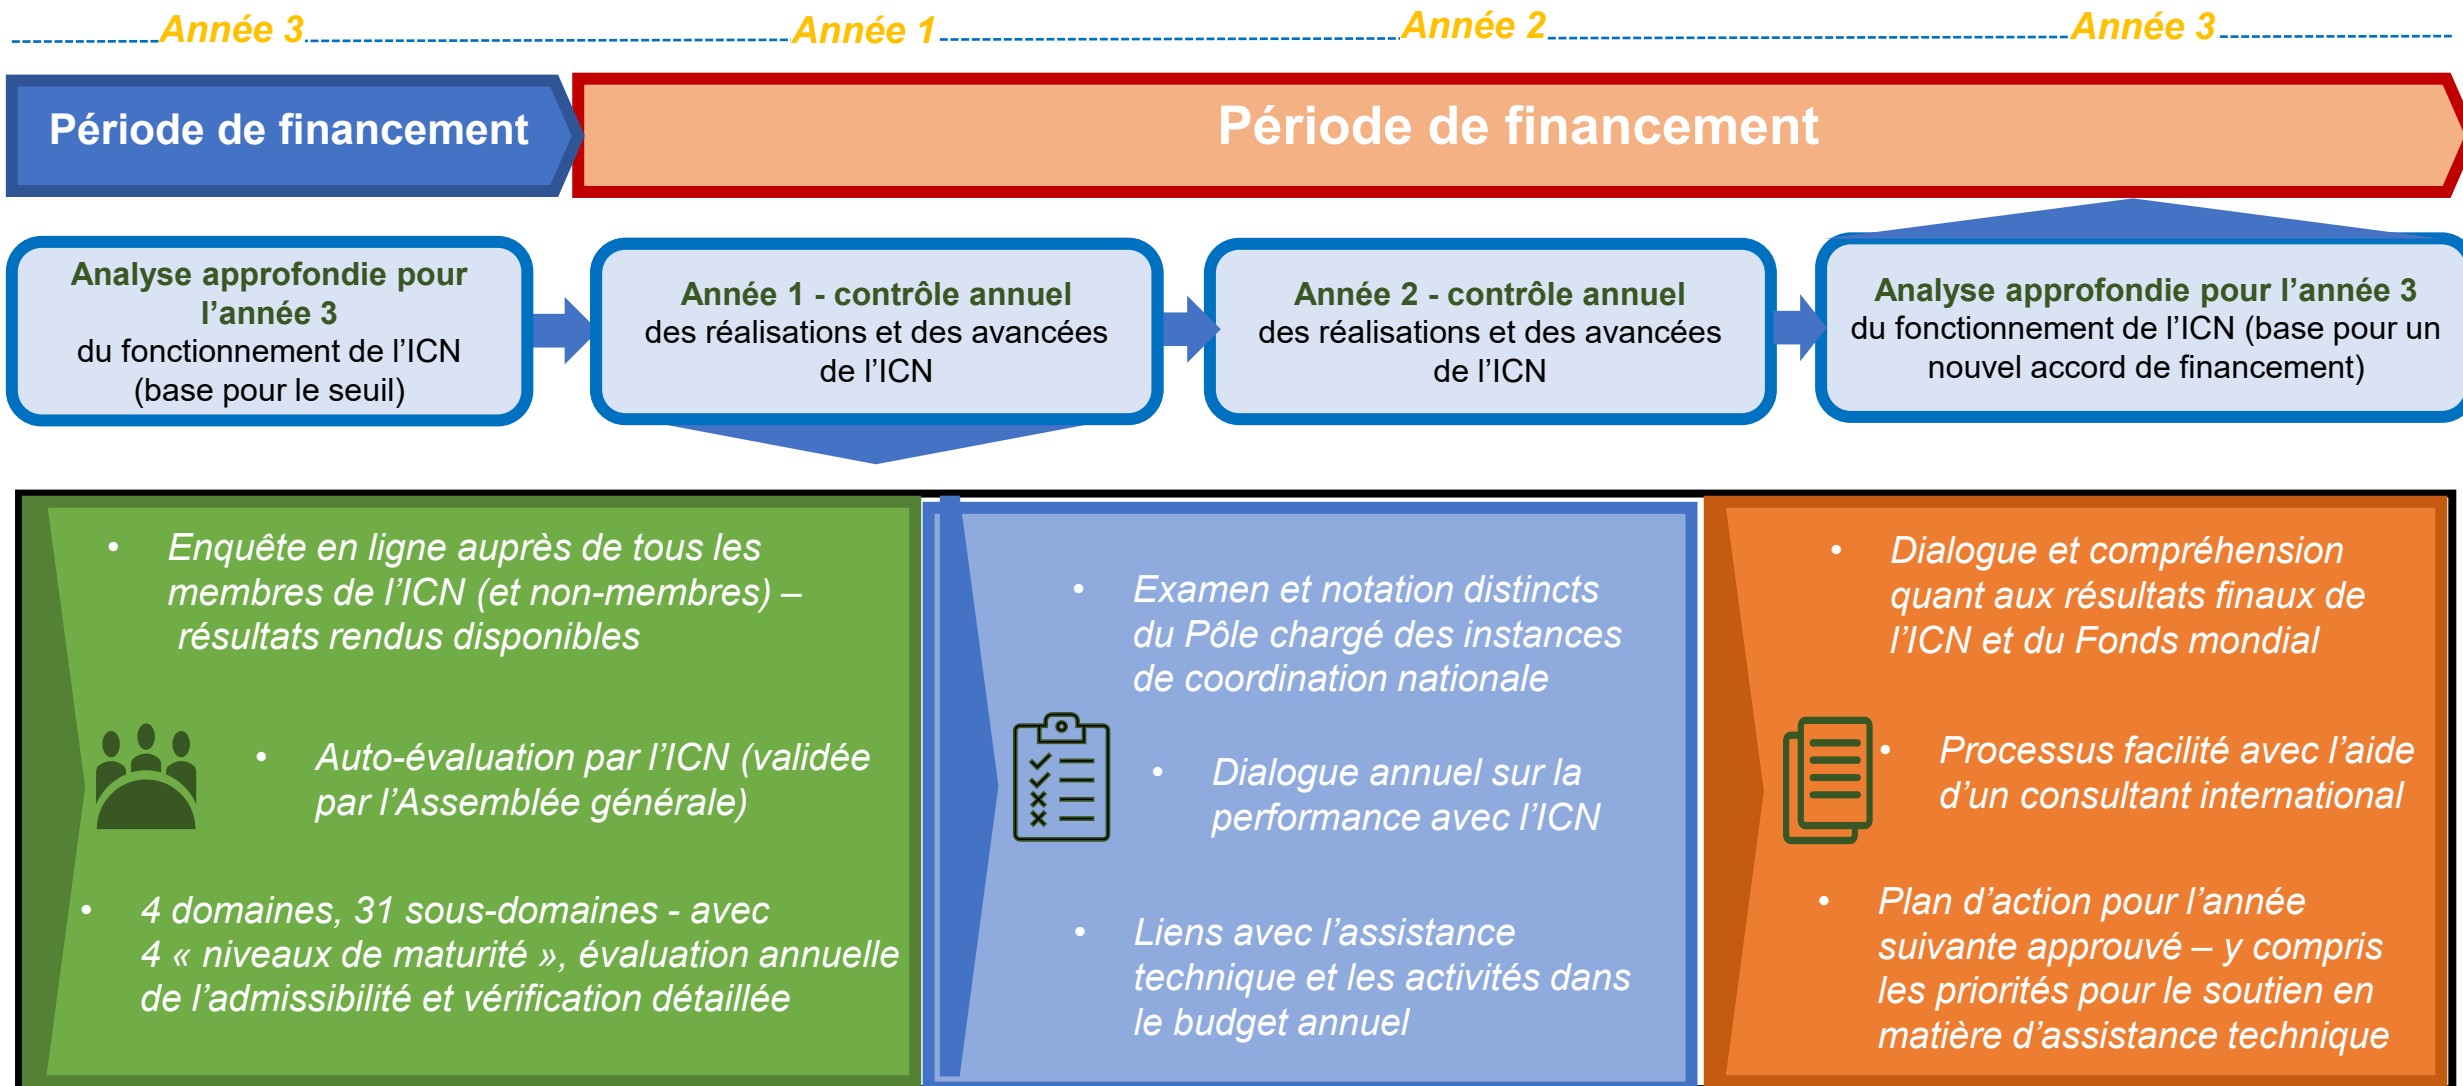 Année 3
Année 1
Année 2
Année 3
Période de financement
Période de financement
Analyse approfondie pour
l’année 3
du fonctionnement de l’ICN
(base pour le seuil)
Année 1 - contrôle annuel
des réalisations et des avancées
de l’ICN
Année 2 - contrôle annuel
des réalisations et des avancées
de l’ICN
Analyse approfondie pour l’année 3
du fonctionnement de l’ICN (base pour un
nouvel accord de financement)
• Enquête en ligne auprès de tous les
membres de l’ICN (et non-membres) –
résultats rendus disponibles
• Auto-évaluation par l’ICN (validée
par l’Assemblée générale)
• 4 domaines, 31 sous-domaines - avec
4 « niveaux de maturité », évaluation annuelle
de l’admissibilité et vérification détaillée
• Examen et notation distincts
du Pôle chargé des instances
de coordination nationale
• Dialogue annuel sur la
performance avec l’ICN
• Liens avec l’assistance
technique et les activités dans
le budget annuel
• Dialogue et compréhension
quant aux résultats finaux de
l’ICN et du Fonds mondial
• Processus facilité avec l’aide
d’un consultant international
• Plan d’action pour l’année
suivante approuvé – y compris
les priorités pour le soutien en
matière d’assistance technique